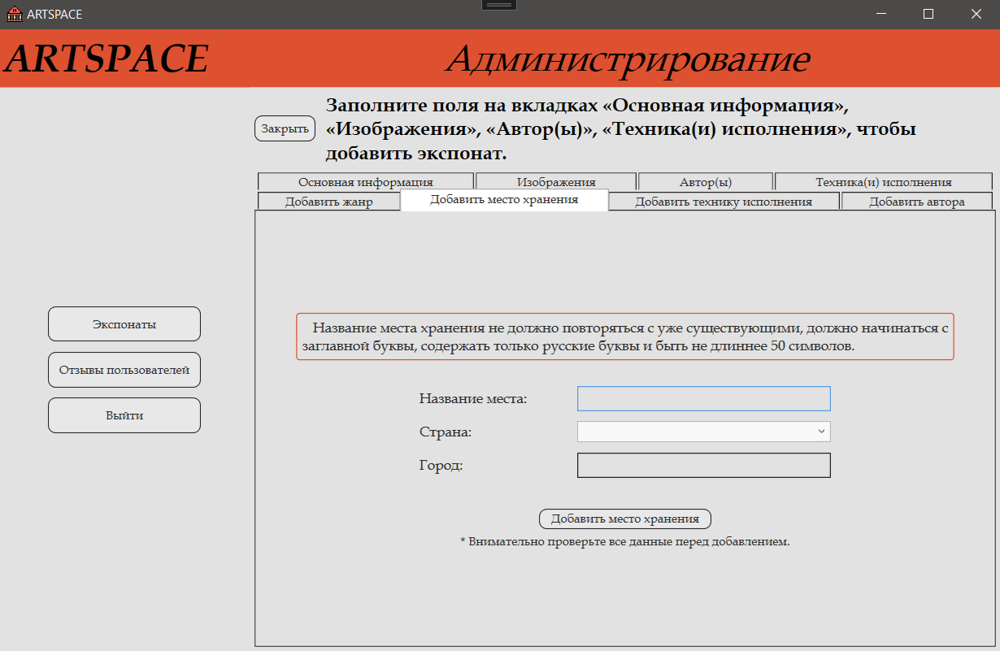 ARTSPACE
ARTSPACE
Администрирование
Закрыть
Заполните поля на вкладках «Основная информация»,
«Изображения», «Автор(ы)», «Техника(и) исполнения», чтобы
добавить экспонат.
Основная информация
Изображения
Автор(ы)
Техника(и) исполнения
Добавить жанр
Добавить место хранения
Добавить технику исполнения
Добавить автора
Экспонаты
Отзывы пользователей
Выйти
Название места хранения не должно повторяться с уже существующими, должно начинаться с
заглавной буквы, содержать только русские буквы и быть не длиннее 50 символов.
Название места:
Страна:
Город:
Добавить место хранения
* Внимательно проверьте все данные перед добавлением.